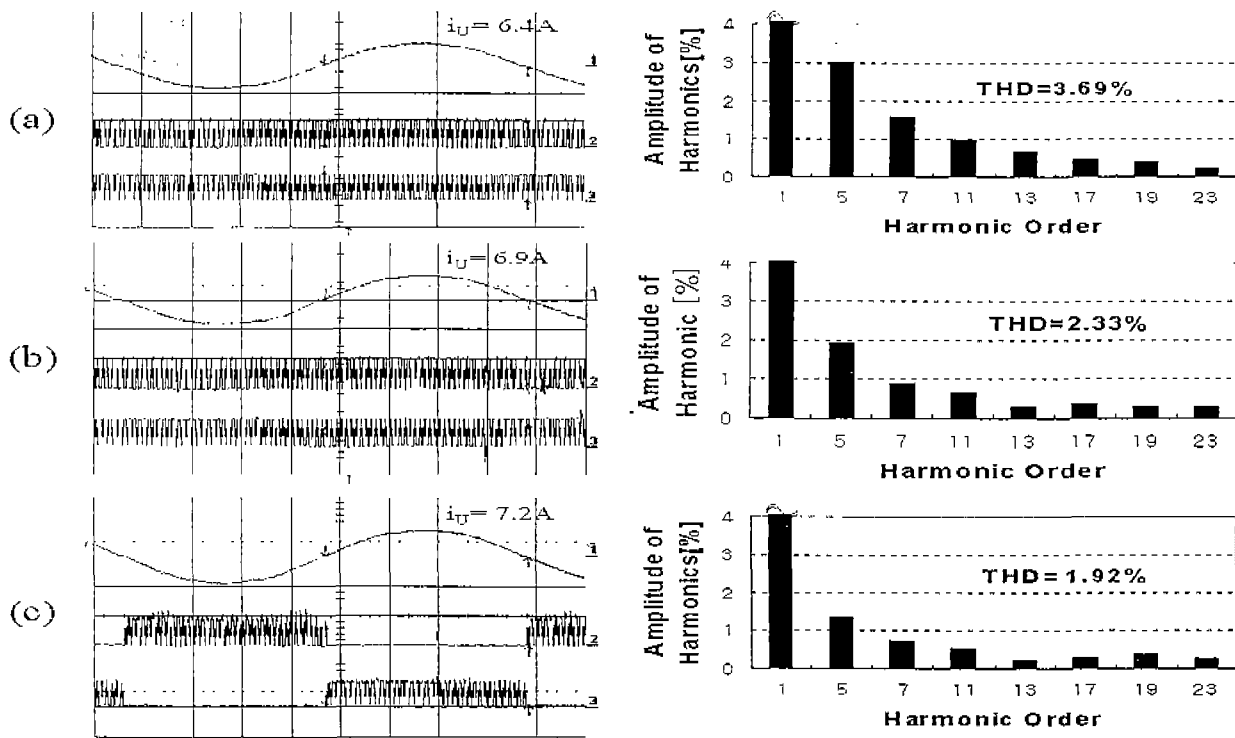 (a)
i_U = 6.4A
1
2
3
Amplitude of
Harmonics[%]
4
3
2
1
0
THD=3.69%
1 5 7 11 13 17 19 23
Harmonic Order
(b)
i_U = 6.9A
1
2
3
Amplitude of
Harmonic [%]
4
3
2
1
0
THD=2.33%
1 5 7 11 13 17 19 23
Harmonic Order
(c)
i_U = 7.2A
1
2
3
Amplitude of
Harmonics[%]
4
3
2
1
0
THD=1.92%
1 5 7 11 13 17 19 23
Harmonic Order